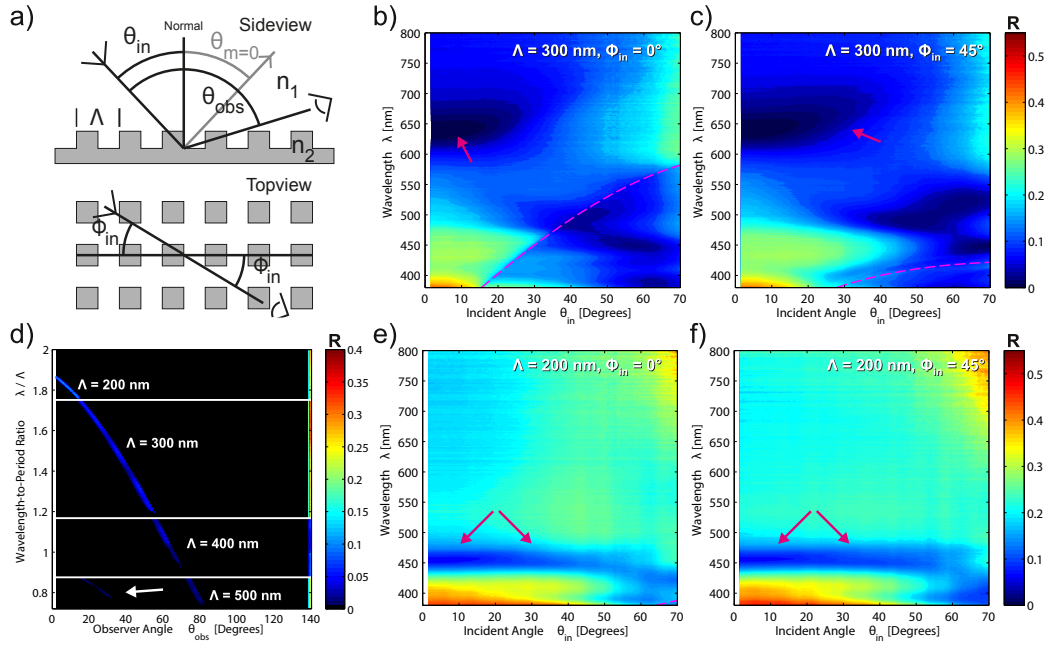 a)
Normal
Sideview
θin
θm=0
θobs
n1
n2
Λ
Topview
Φin
Φin
b)
Λ = 300 nm, Φin = 0°
Wavelength λ [nm]
800
750
700
650
600
550
500
450
400
0 10 20 30 40 50 60 70
Incident Angle θin [Degrees]
c)
Λ = 300 nm, Φin = 45°
Wavelength λ [nm]
800
750
700
650
600
550
500
450
400
0 10 20 30 40 50 60 70
Incident Angle θin [Degrees]
R
0.5
0.4
0.3
0.2
0.1
0
d)
Wavelength-to-Period Ratio λ / Λ
2
1.8
1.6
1.4
1.2
1
0.8
Λ = 200 nm
Λ = 300 nm
Λ = 400 nm
Λ = 500 nm
20 40 60 80 100 120 140
Observer Angle θobs [Degrees]
R
0.4
0.35
0.3
0.25
0.2
0.15
0.1
0.05
0
e)
Λ = 200 nm, Φin = 0°
Wavelength λ [nm]
800
750
700
650
600
550
500
450
400
0 10 20 30 40 50 60 70
Incident Angle θin [Degrees]
f)
Λ = 200 nm, Φin = 45°
Wavelength λ [nm]
800
750
700
650
600
550
500
450
400
0 10 20 30 40 50 60 70
Incident Angle θin [Degrees]
R
0.5
0.4
0.3
0.2
0.1
0